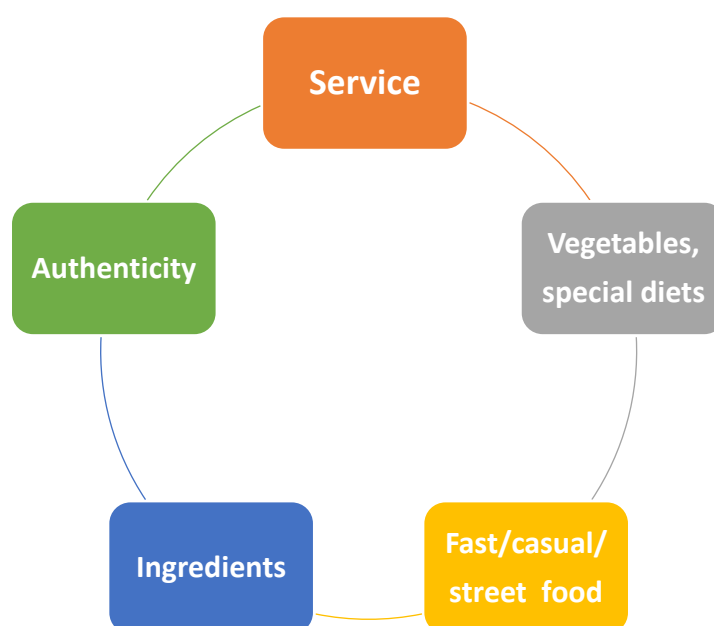 Service
Authenticity
Vegetables,
special diets
Ingredients
Fast/casual/
street food